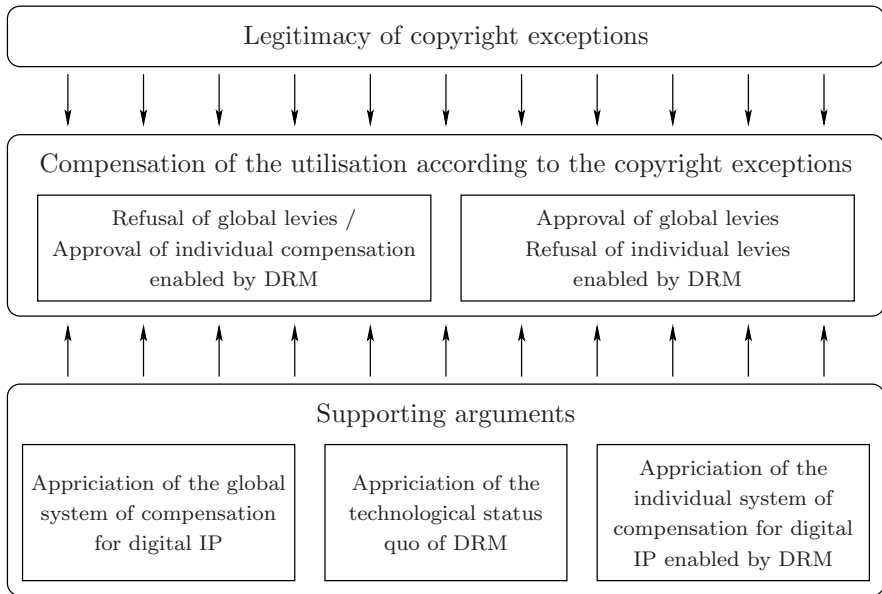 Legitimacy of copyright exceptions
Compensation of the utilisation according to the copyright exceptions
Refusal of global levies /
Approval of individual compensation
enabled by DRM
Approval of global levies
Refusal of individual levies
enabled by DRM
Supporting arguments
Appriciation of the global
system of compensation
for digital IP
Appriciation of the
technological status
quo of DRM
Appriciation of the
individual system of
compensation for digital
IP enabled by DRM